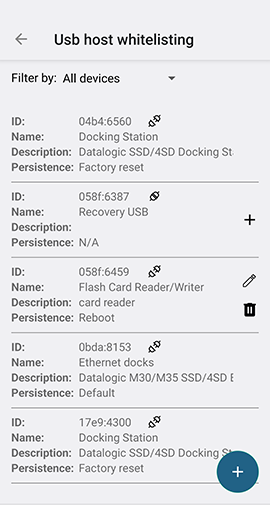 Usb host whitelisting
Filter by: All devices
ID: 04b4:6560
Name: Docking Station
Description: Datalogic SSD/4SD Docking St
Persistence: Factory reset
ID: 058f:6387
Name: Recovery USB
Description:
Persistence: N/A
ID: 058f:6459
Name: Flash Card Reader/Writer
Description: card reader
Persistence: Reboot
ID: 0bda:8153
Name: Ethernet docks
Description: Datalogic M30/M35 SSD/4SD E
Persistence: Default
ID: 17e9:4300
Name: Docking Station
Description: Datalogic SSD/4SD Docking St
Persistence: Factory reset